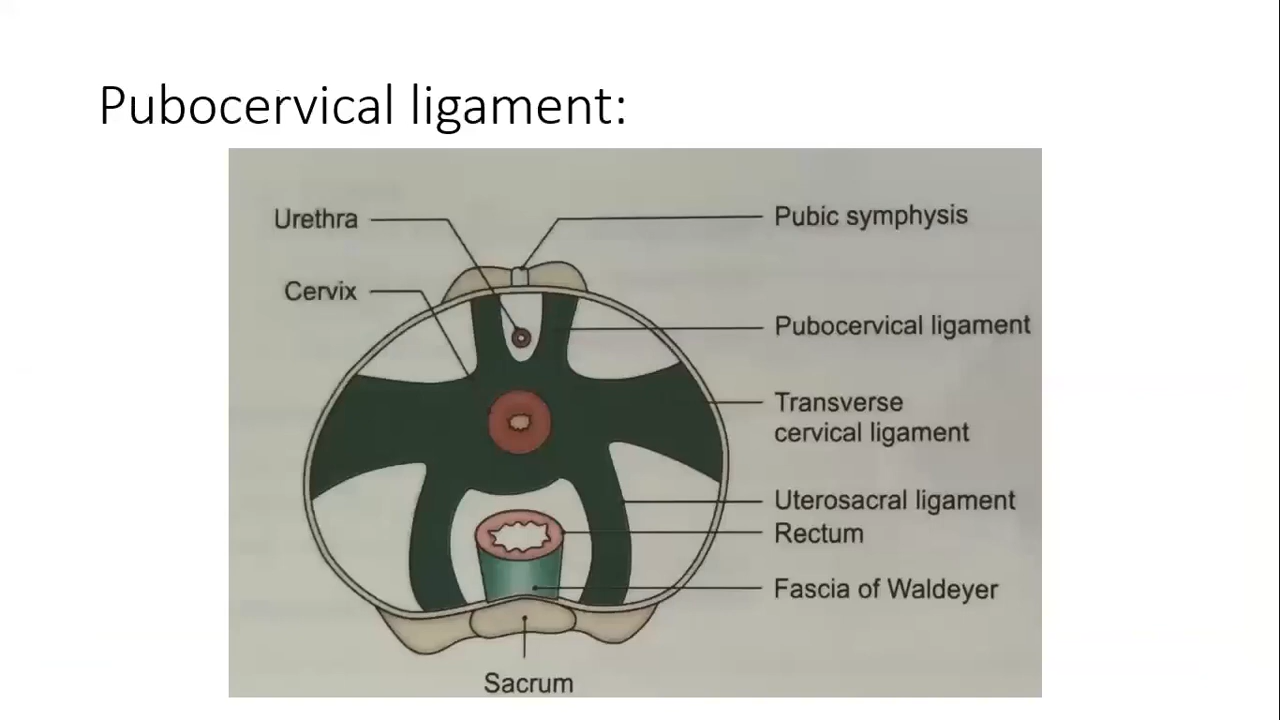 Pubocervical ligament:
Urethra
Pubic symphysis
Cervix
Pubocervical ligament
Transverse
cervical ligament
Uterosacral ligament
Rectum
Fascia of Waldeyer
Sacrum